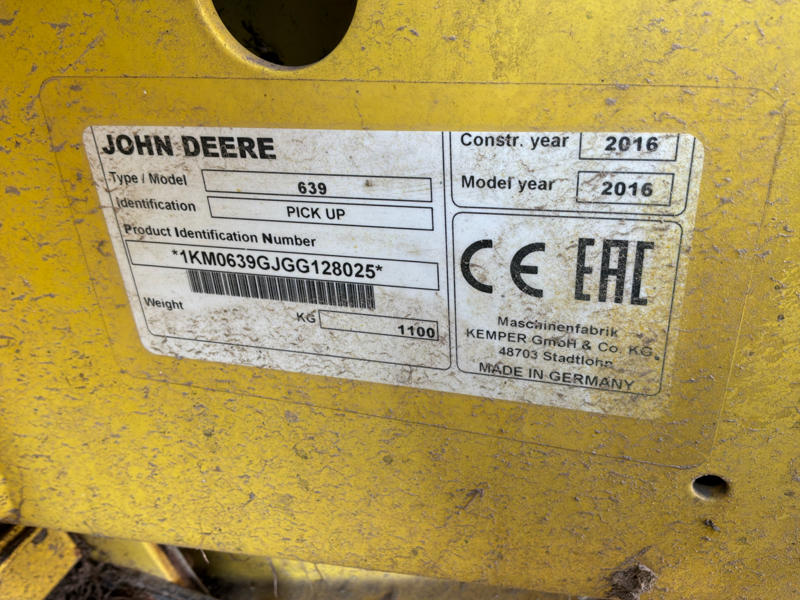 JOHN DEERE
Type / Model 639
Identification PICK UP
Product Identification Number
*1KM0639GJGG128025*
Weight KG 1100
Constr. year 2016
Model year 2016
CE EAC
Maschinenfabrik
KEMPER GmbH & Co. KG
48703 Stadtlohn
MADE IN GERMANY